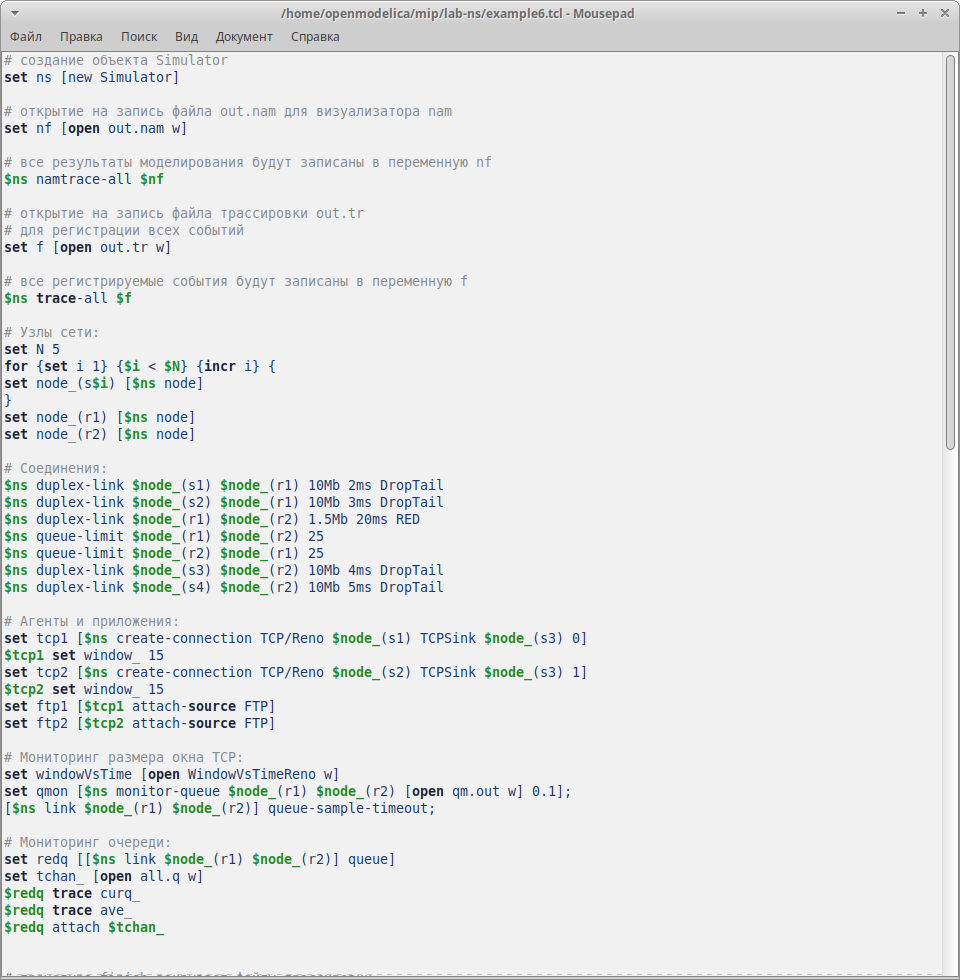 /home/openmodelica/mip/lab-ns/example6.tcl - Mousepad
Файл Правка Поиск Вид Документ Справка
# создание объекта Simulator
set ns [new Simulator]
# открытие на запись файла out.nam для визуализатора nam
set nf [open out.nam w]
# все результаты моделирования будут записаны в переменную nf
$ns namtrace-all $nf
# открытие на запись файла трассировки out.tr
# для регистрации всех событий
set f [open out.tr w]
# все регистрируемые события будут записаны в переменную f
$ns trace-all $f
# Узлы сети:
set N 5
for {set i 1} {$i < $N} {incr i} {
set node_(s$i) [$ns node]
}
set node_(r1) [$ns node]
set node_(r2) [$ns node]
# Соединения:
$ns duplex-link $node_(s1) $node_(r1) 10Mb 2ms DropTail
$ns duplex-link $node_(s2) $node_(r1) 10Mb 3ms DropTail
$ns duplex-link $node_(r1) $node_(r2) 1.5Mb 20ms RED
$ns queue-limit $node_(r1) $node_(r2) 25
$ns queue-limit $node_(r2) $node_(r1) 25
$ns duplex-link $node_(s3) $node_(r2) 10Mb 4ms DropTail
$ns duplex-link $node_(s4) $node_(r2) 10Mb 5ms DropTail
# Агенты и приложения:
set tcp1 [$ns create-connection TCP/Reno $node_(s1) TCPSink $node_(s3) 0]
$tcp1 set window_ 15
set tcp2 [$ns create-connection TCP/Reno $node_(s2) TCPSink $node_(s3) 1]
$tcp2 set window_ 15
set ftp1 [$tcp1 attach-source FTP]
set ftp2 [$tcp2 attach-source FTP]
# Мониторинг размера окна TCP:
set windowVsTime [open WindowVsTimeReno w]
set qmon [$ns monitor-queue $node_(r1) $node_(r2) [open qm.out w] 0.1];
[$ns link $node_(r1) $node_(r2)] queue-sample-timeout;
# Мониторинг очереди:
set redq [[$ns link $node_(r1) $node_(r2)] queue]
set tchan_ [open all.q w]
$redq trace curq_
$redq trace ave_
$redq attach $tchan_